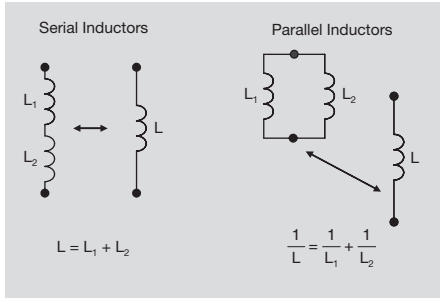 Serial Inductors
L₁
L₂
L
L = L₁ + L₂
Parallel Inductors
L₁
L₂
L
1/L = 1/L₁ + 1/L₂